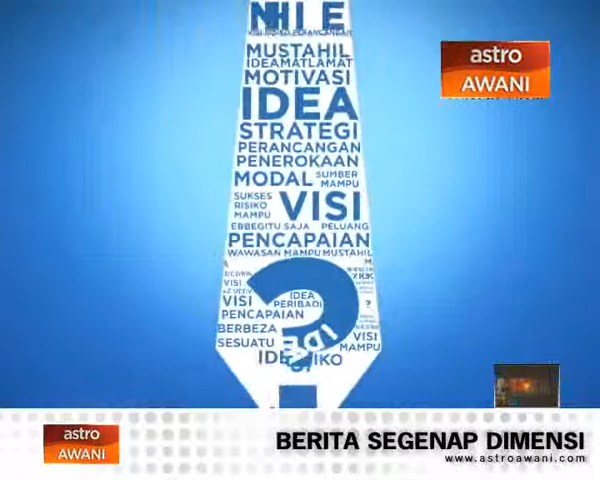 astro
AWANI
MUSTAHIL
IDEAMATLAMAT
MOTIVASI
IDEA
STRATEGI
PERANCANGAN
PENEROKAAN
MODAL SUMBER
MAMPU
SUKSES
RISIKO
MAMPU
VISI
EBBEGITU SAJA PELUANG
PENCAPAIAN
WAWASAN MAMPU MUSTAHIL
VISI
VISI
IDEA
PERIBADI
?
PENCAPAIAN
BERBEZA
SESUATU
IDEA
VISI
MAMPU
astro
AWANI
BERITA SEGENAP DIMENSI
www.astroawani.com